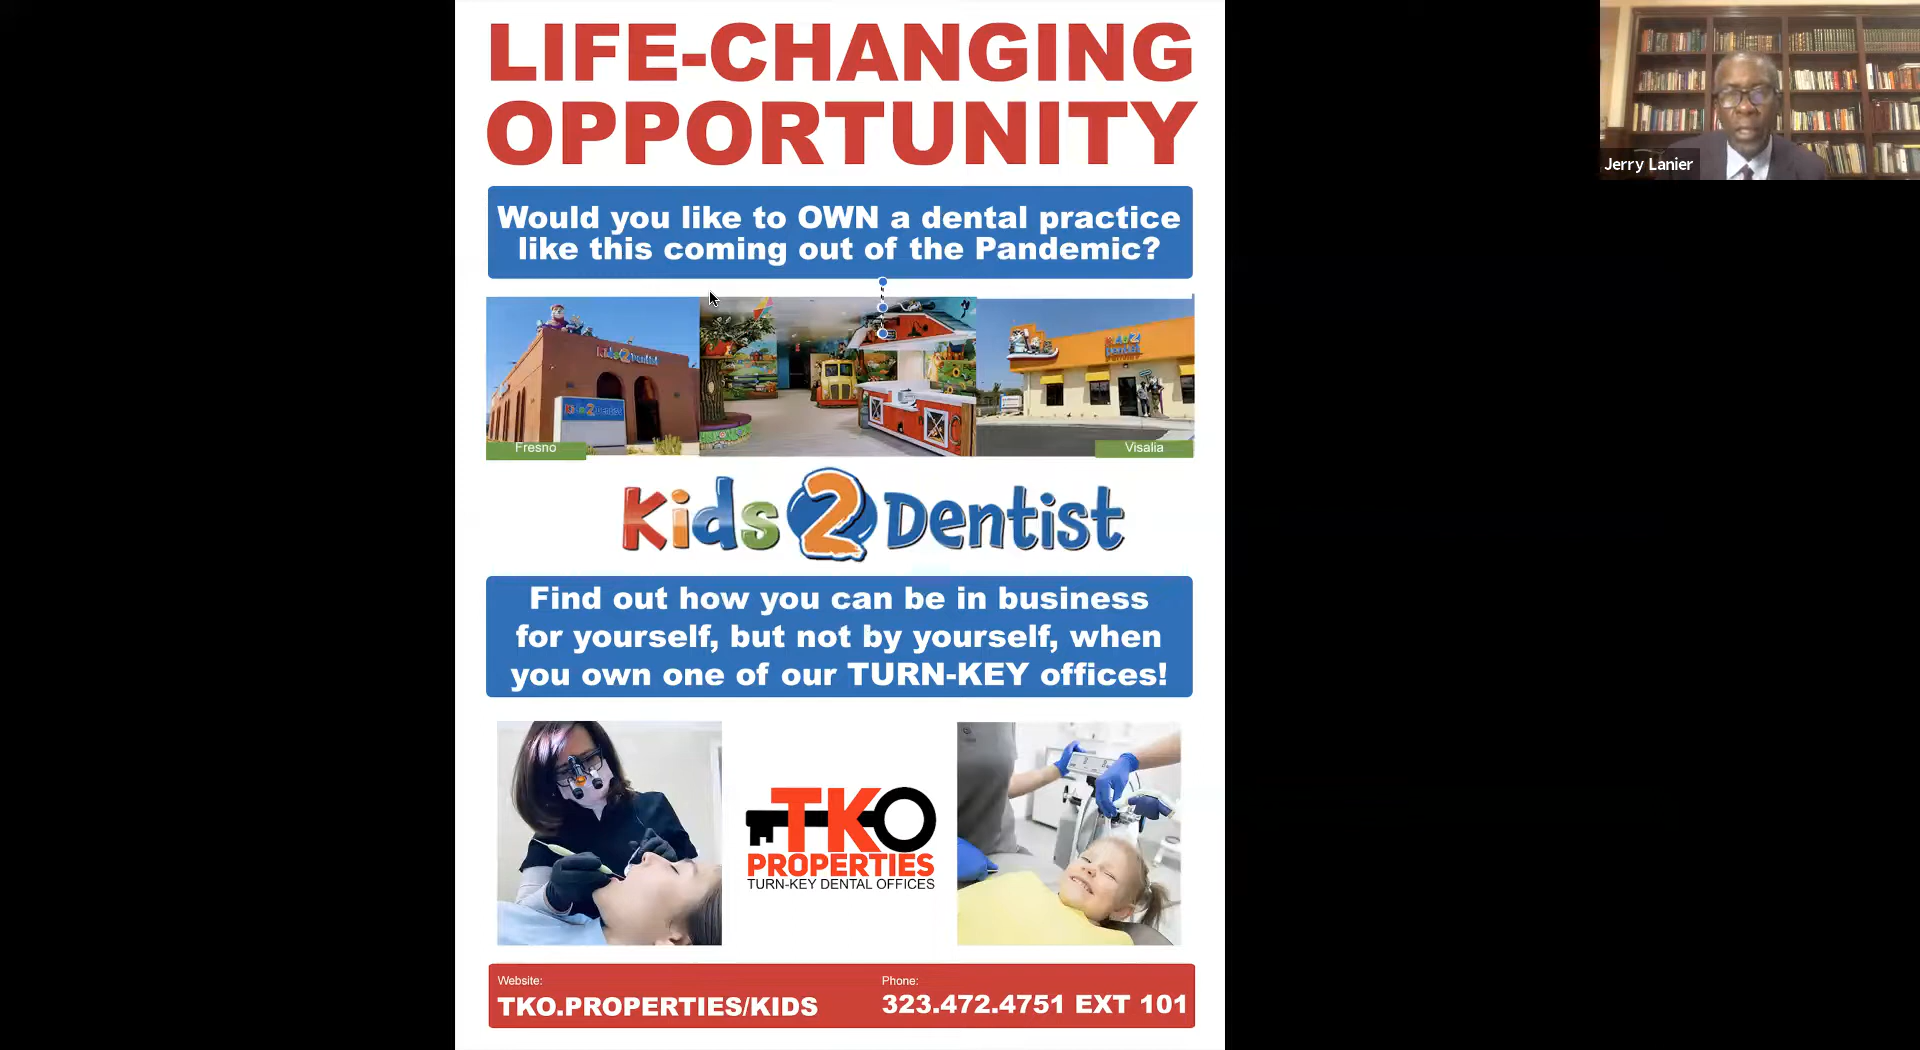 LIFE-CHANGING
OPPORTUNITY
Jerry Lanier
Would you like to OWN a dental practice
like this coming out of the Pandemic?
Kids2Dentist
Kids2Dentist
Kids2Dentist
Fresno
Visalia
Kids2Dentist
Find out how you can be in business
for yourself, but not by yourself, when
you own one of our TURN-KEY offices!
TKO
PROPERTIES
TURN-KEY DENTAL OFFICES
Website:
TKO.PROPERTIES/KIDS
Phone:
323.472.4751 EXT 101